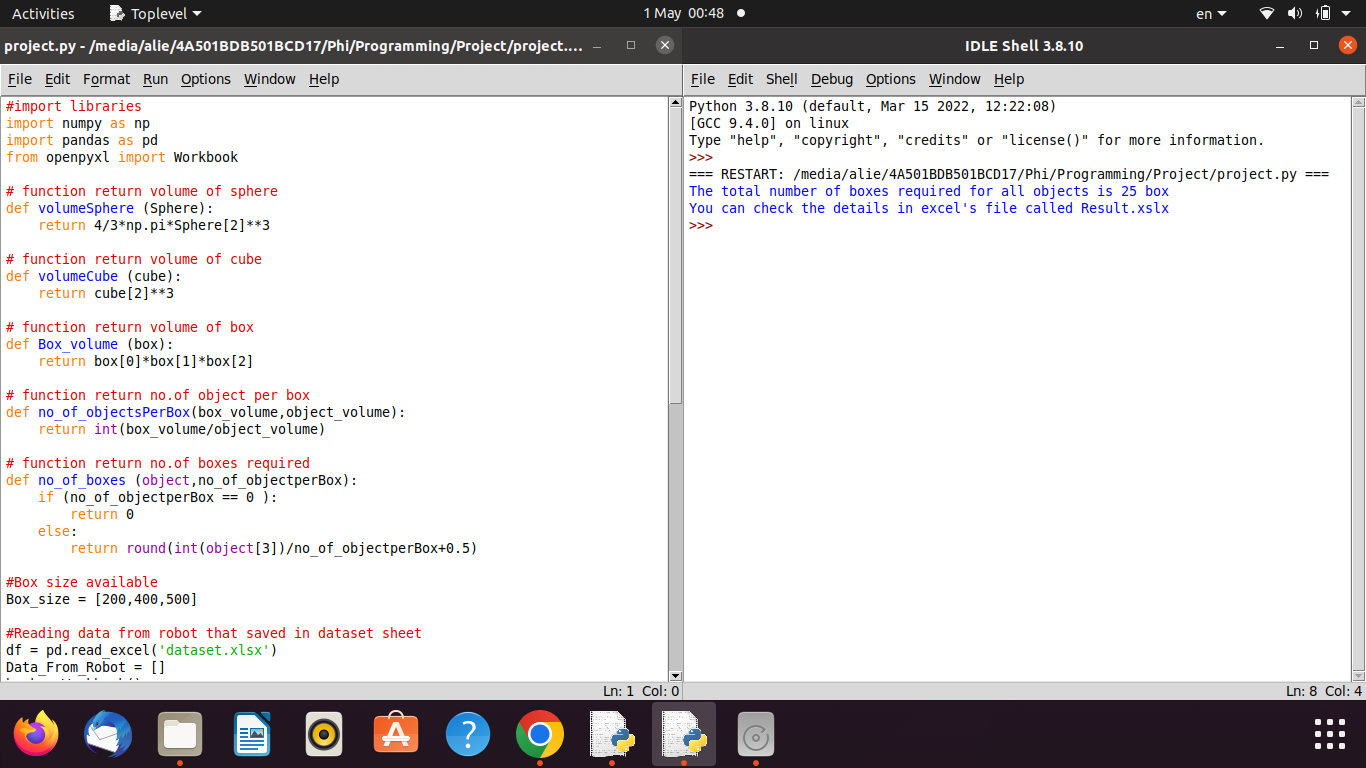 Activities
Toplevel
1 May 00:48
en
project.py - /media/alie/4A501BDB501BCD17/Phi/Programming/Project/project....
File Edit Format Run Options Window Help
#import libraries
import numpy as np
import pandas as pd
from openpyxl import Workbook
# function return volume of sphere
def volumeSphere (Sphere):
return 4/3*np.pi*Sphere[2]**3
# function return volume of cube
def volumeCube (cube):
return cube[2]**3
# function return volume of box
def Box_volume (box):
return box[0]*box[1]*box[2]
# function return no.of object per box
def no_of_objectsPerBox(box_volume,object_volume):
return int(box_volume/object_volume)
# function return no.of boxes required
def no_of_boxes (object,no_of_objectperBox):
if (no_of_objectperBox == 0 ):
return 0
else:
return round(int(object[3])/no_of_objectperBox+0.5)
#Box size available
Box_size = [200,400,500]
#Reading data from robot that saved in dataset sheet
df = pd.read_excel('dataset.xlsx')
Data_From_Robot = []
Ln: 1 Col: 0
IDLE Shell 3.8.10
File Edit Shell Debug Options Window Help
Python 3.8.10 (default, Mar 15 2022, 12:22:08)
[GCC 9.4.0] on linux
Type "help", "copyright", "credits" or "license()" for more information.
>>>
=== RESTART: /media/alie/4A501BDB501BCD17/Phi/Programming/Project/project.py ===
The total number of boxes required for all objects is 25 box
You can check the details in excel's file called Result.xslx
>>>
Ln: 8 Col: 4